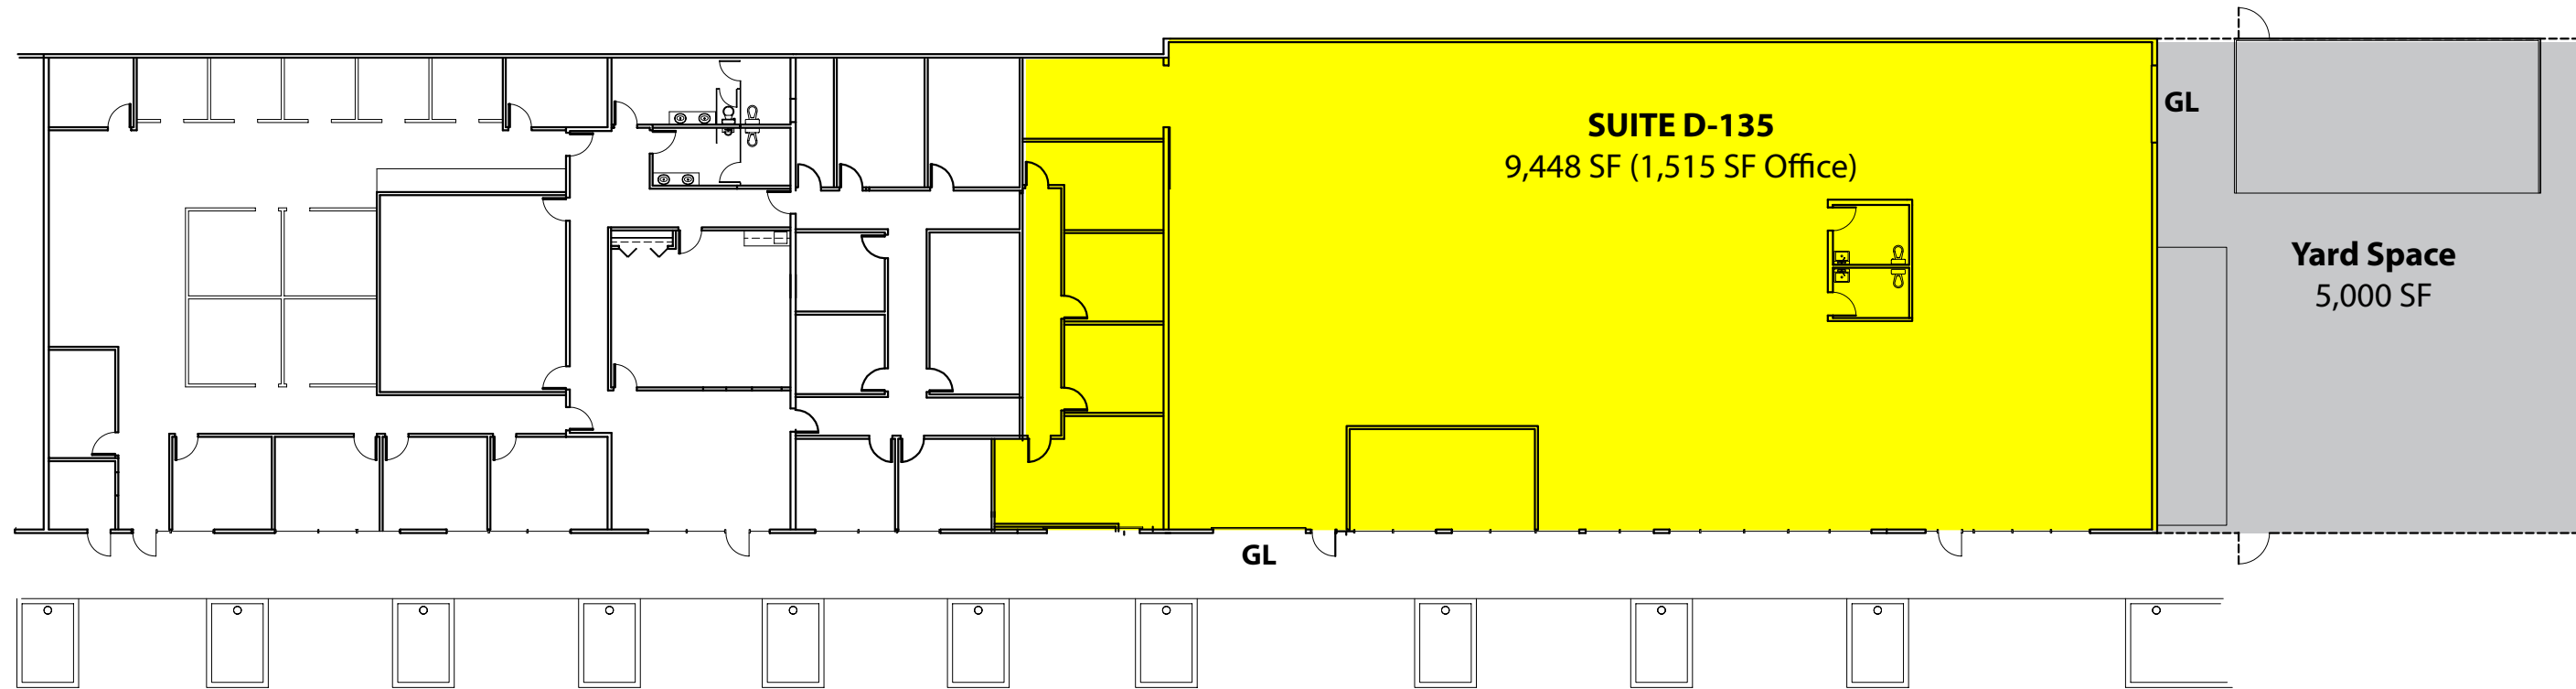 SUITE D-135
9,448 SF (1,515 SF Office)
GL
Yard Space
5,000 SF
GL